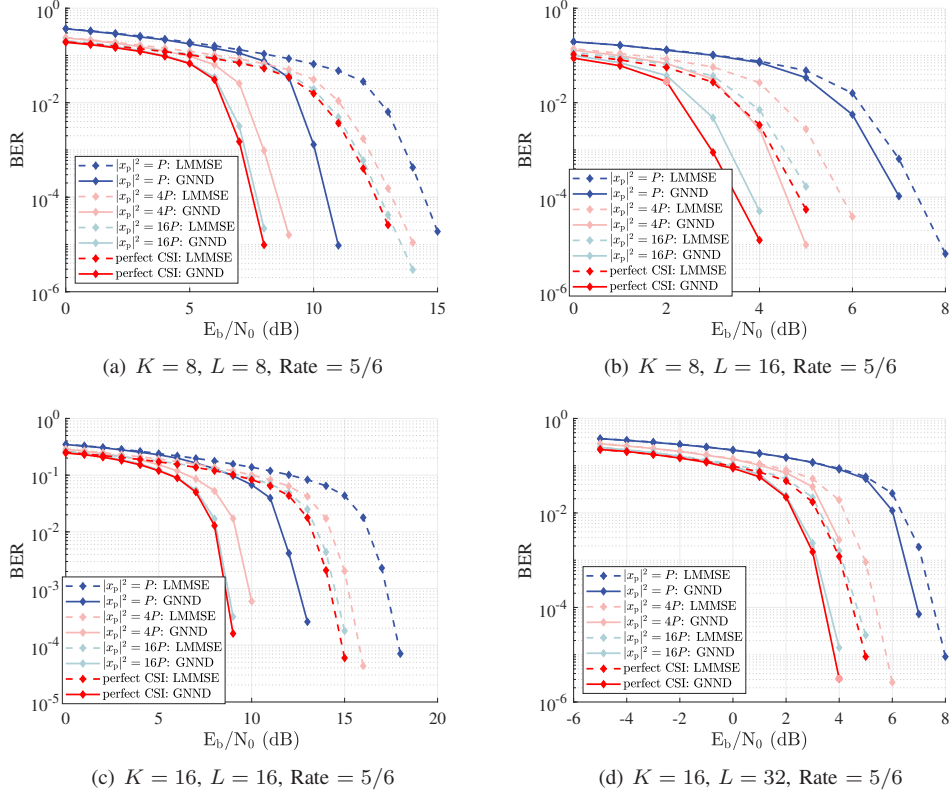 10^0
10^-2
10^-4
10^-6
BER
|x_p|^2 = P: LMMSE
|x_p|^2 = P: GNND
|x_p|^2 = 4P: LMMSE
|x_p|^2 = 4P: GNND
|x_p|^2 = 16P: LMMSE
|x_p|^2 = 16P: GNND
perfect CSI: LMMSE
perfect CSI: GNND
0 5 10 15
E_b/N_0 (dB)
(a) K = 8, L = 8, Rate = 5/6
10^0
10^-2
10^-4
10^-6
BER
|x_p|^2 = P: LMMSE
|x_p|^2 = P: GNND
|x_p|^2 = 4P: LMMSE
|x_p|^2 = 4P: GNND
|x_p|^2 = 16P: LMMSE
|x_p|^2 = 16P: GNND
perfect CSI: LMMSE
perfect CSI: GNND
0 2 4 6 8
E_b/N_0 (dB)
(b) K = 8, L = 16, Rate = 5/6
10^0
10^-1
10^-2
10^-3
10^-4
10^-5
BER
|x_p|^2 = P: LMMSE
|x_p|^2 = P: GNND
|x_p|^2 = 4P: LMMSE
|x_p|^2 = 4P: GNND
|x_p|^2 = 16P: LMMSE
|x_p|^2 = 16P: GNND
perfect CSI: LMMSE
perfect CSI: GNND
0 5 10 15 20
E_b/N_0 (dB)
(c) K = 16, L = 16, Rate = 5/6
10^0
10^-2
10^-4
10^-6
BER
|x_p|^2 = P: LMMSE
|x_p|^2 = P: GNND
|x_p|^2 = 4P: LMMSE
|x_p|^2 = 4P: GNND
|x_p|^2 = 16P: LMMSE
|x_p|^2 = 16P: GNND
perfect CSI: LMMSE
perfect CSI: GNND
-6 -4 -2 0 2 4 6 8
E_b/N_0 (dB)
(d) K = 16, L = 32, Rate = 5/6